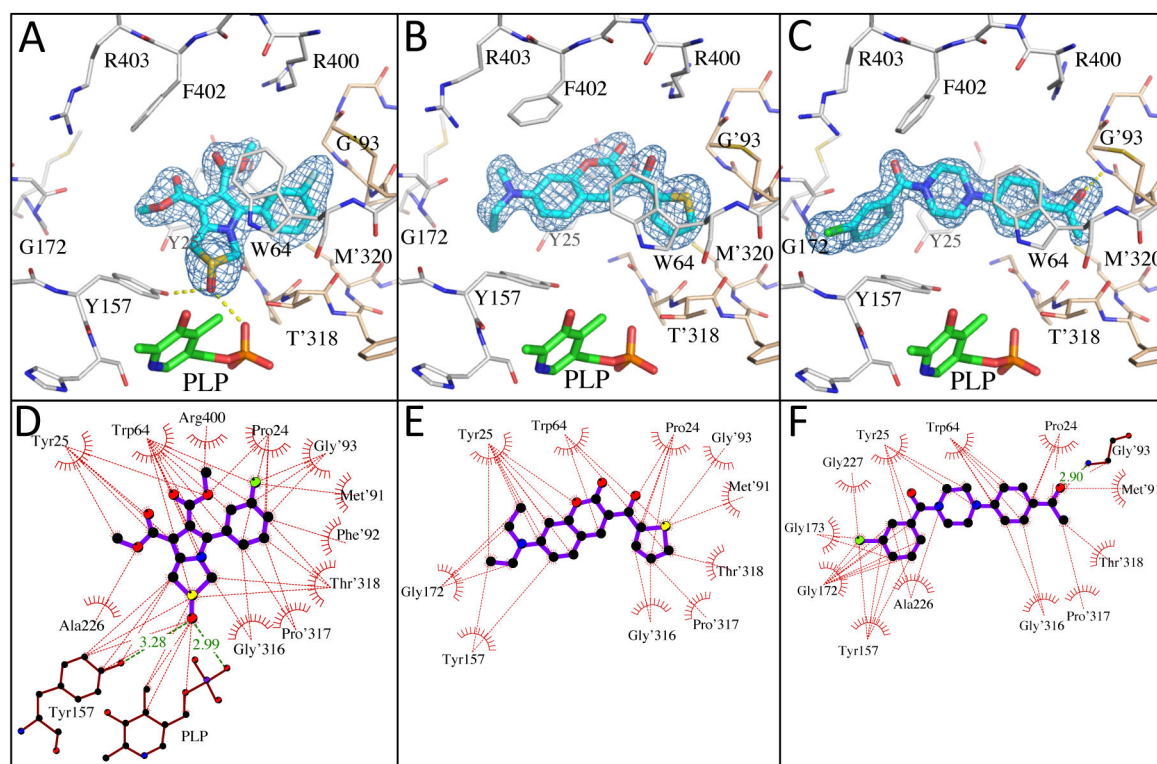 A
R403
F402
R400
G'93
G172
Y25
W64
M'320
Y157
T'318
PLP
B
R403
F402
R400
G'93
G172
Y25
W64
M'320
Y157
T'318
PLP
C
R403
F402
R400
G'93
G172
Y25
W64
M'320
Y157
T'318
PLP
D
Arg400
Tyr25
Trp64
Pro24
Gly'93
Met'91
Phe'92
Thr'318
Ala226
Pro'317
Gly'316
3.28
2.99
Tyr157
PLP
E
Tyr25
Trp64
Pro24
Gly'93
Met'91
Thr'318
Gly172
Pro'317
Gly'316
Tyr157
F
Tyr25
Trp64
Pro24
Gly'93
2.90
Gly227
Met'91
Gly173
Thr'318
Gly172
Ala226
Pro'317
Gly'316
Tyr157